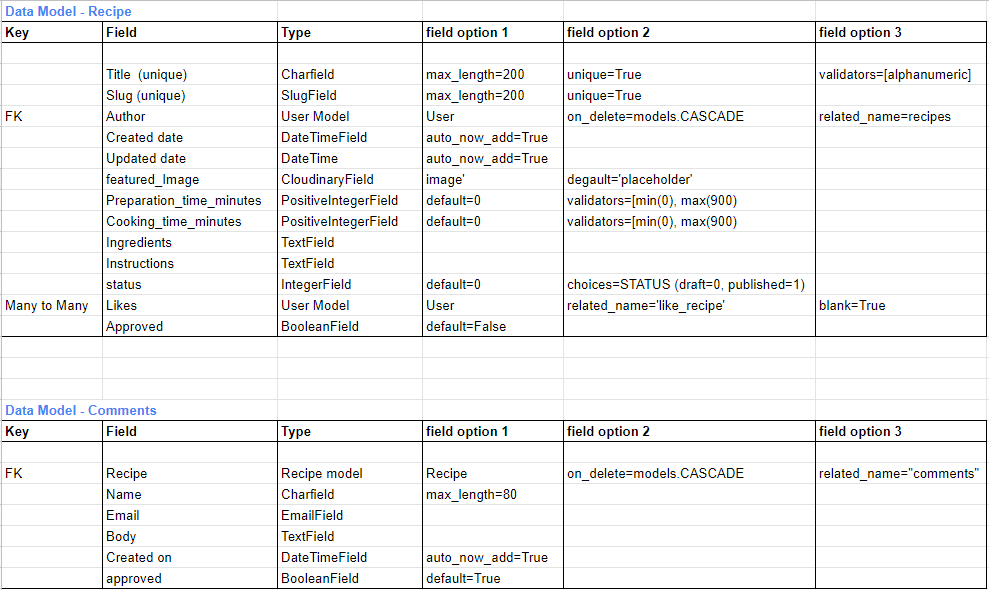 Data Model - Recipe
Key Field Type field option 1 field option 2 field option 3
Title (unique) Charfield max_length=200 unique=True validators=[alphanumeric]
Slug (unique) SlugField max_length=200 unique=True
FK Author User Model User on_delete=models.CASCADE related_name=recipes
Created date DateTimeField auto_now_add=True
Updated date DateTime auto_now_add=True
featured_Image CloudinaryField image' degault='placeholder'
Preparation_time_minutes PositiveIntegerField default=0 validators=[min(0), max(900)
Cooking_time_minutes PositiveIntegerField default=0 validators=[min(0), max(900)
Ingredients TextField
Instructions TextField
status IntegerField default=0 choices=STATUS (draft=0, published=1)
Many to Many Likes User Model User related_name='like_recipe' blank=True
Approved BooleanField default=False
Data Model - Comments
Key Field Type field option 1 field option 2 field option 3
FK Recipe Recipe model Recipe on_delete=models.CASCADE related_name="comments"
Name Charfield max_length=80
Email EmailField
Body TextField
Created on DateTimeField auto_now_add=True
approved BooleanField default=True